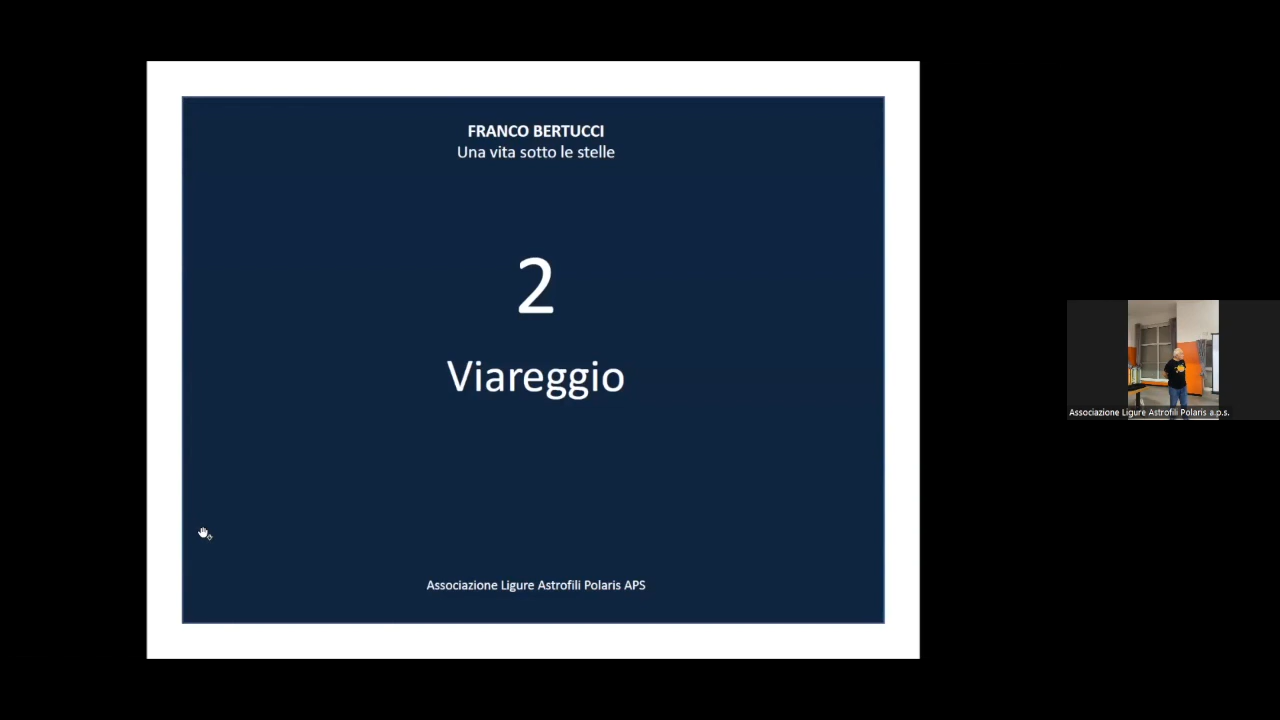 FRANCO BERTUCCI
Una vita sotto le stelle
2
Viareggio
Associazione Ligure Astrofili Polaris APS
Associazione Ligure Astrofili Polaris a.p.s.